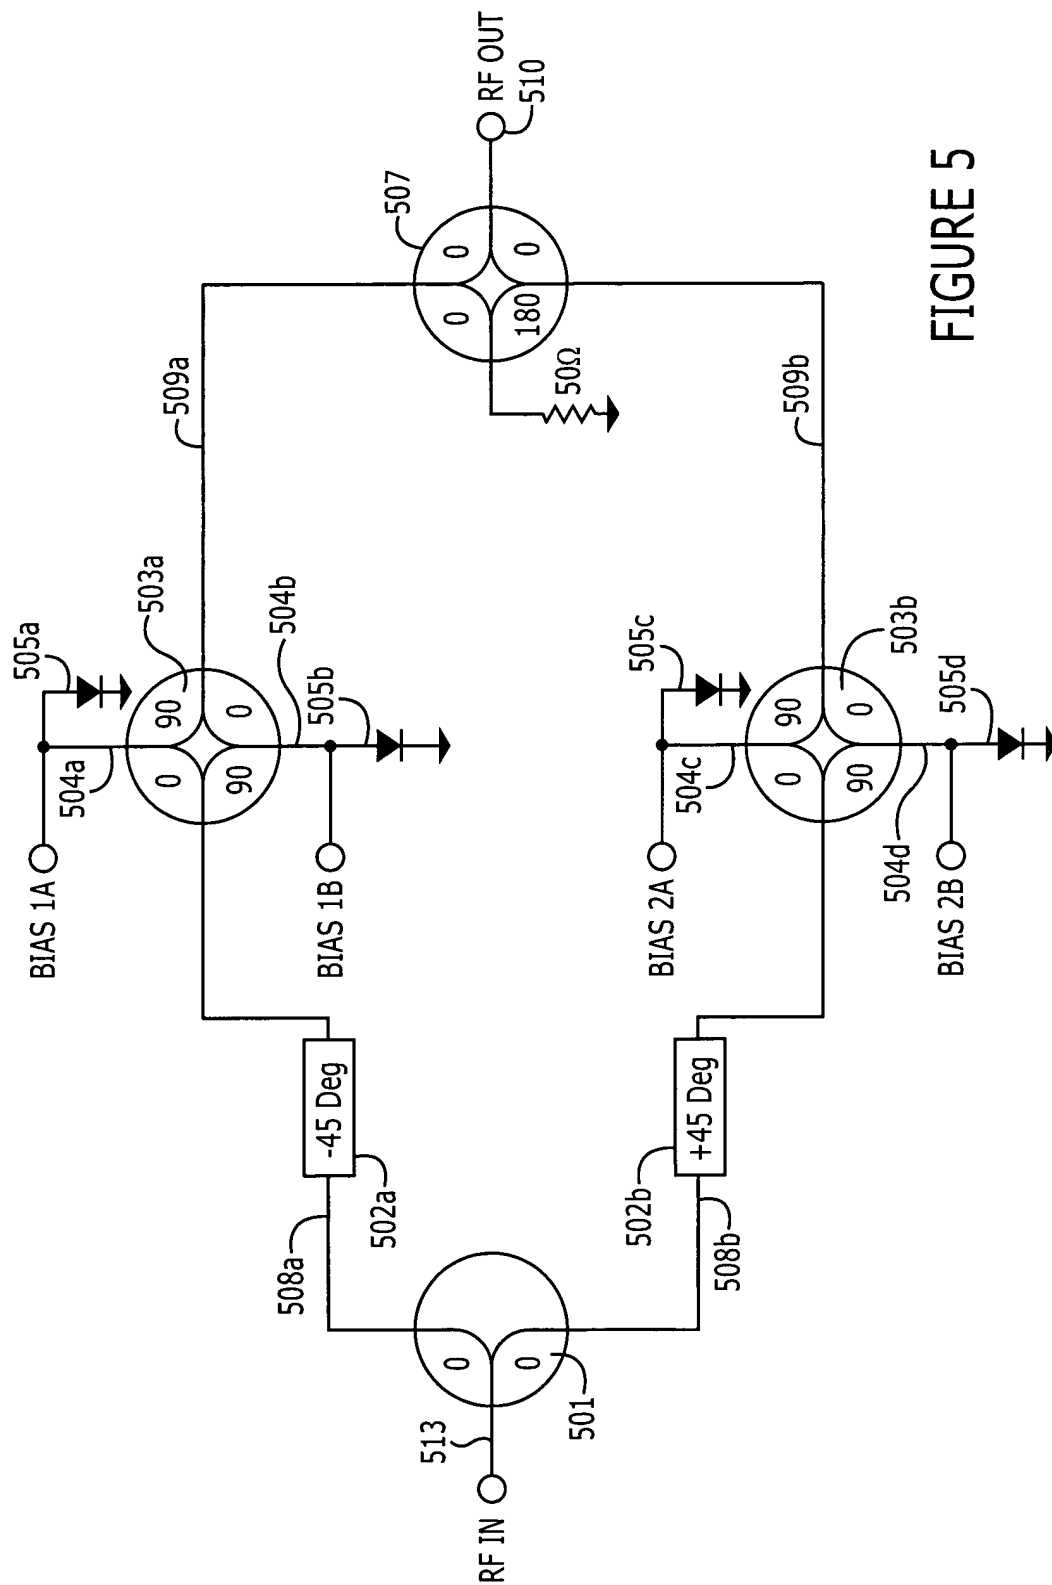 RF IN
513
501
0
0
508a
508b
-45 Deg
502a
+45 Deg
502b
BIAS 1A
504a
505a
503a
0
90
90
0
BIAS 1B
504b
505b
BIAS 2A
504c
505c
0
90
90
0
503b
BIAS 2B
504d
505d
509a
509b
507
0
0
180
0
50Ω
RF OUT
510
FIGURE 5